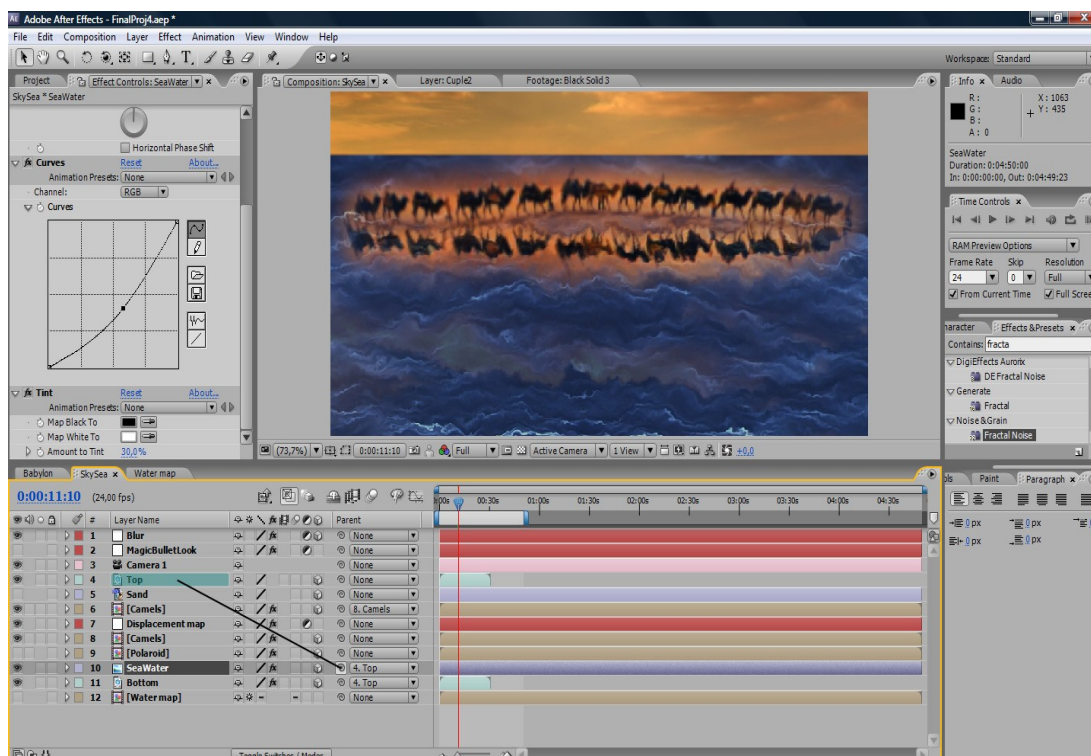 Adobe After Effects - FinalProj4.aep *
File Edit Composition Layer Effect Animation View Window Help
Workspace: Standard
Project Effect Controls: SeaWater
SkySea * SeaWater
Horizontal Phase Shift
fx Curves Reset About...
Animation Presets: None
Channel: RGB
Curves
fx Tint Reset About...
Animation Presets: None
Map Black To
Map White To
Amount to Tint 30,0%
Composition: SkySea Layer: Cuple2 Footage: Black Solid 3
(73,7%) 0:00:11:10 Full Active Camera 1 View +0,0
Info Audio
R: X: 1063
G: Y: 435
B:
A: 0
SeaWater
Duration: 0:04:50:00
In: 0:00:00:00, Out: 0:04:49:23
Time Controls
RAM Preview Options
Frame Rate Skip Resolution
24 0 Full
From Current Time Full Scree
haracter Effects & Presets
Contains: fracta
DigiEffects Aurorix
DE Fractal Noise
Generate
Fractal
Noise & Grain
Fractal Noise
Paint Paragraph
0 px 0 px
0 px 0 px
Babylon SkySea Water map
0:00:11:10 (24,00 fps)
00s 00:30s 01:00s 01:30s 02:00s 02:30s 03:00s 03:30s 04:00s 04:30s
# Layer Name Parent
1 Blur None
2 MagicBulletLook None
3 Camera 1 None
4 Top None
5 Sand None
6 [Camels] 8. Camels
7 Displacement map None
8 [Camels] None
9 [Polaroid] None
10 SeaWater 4. Top
11 Bottom 4. Top
12 [Water map] None
Toggle Switches / Modes